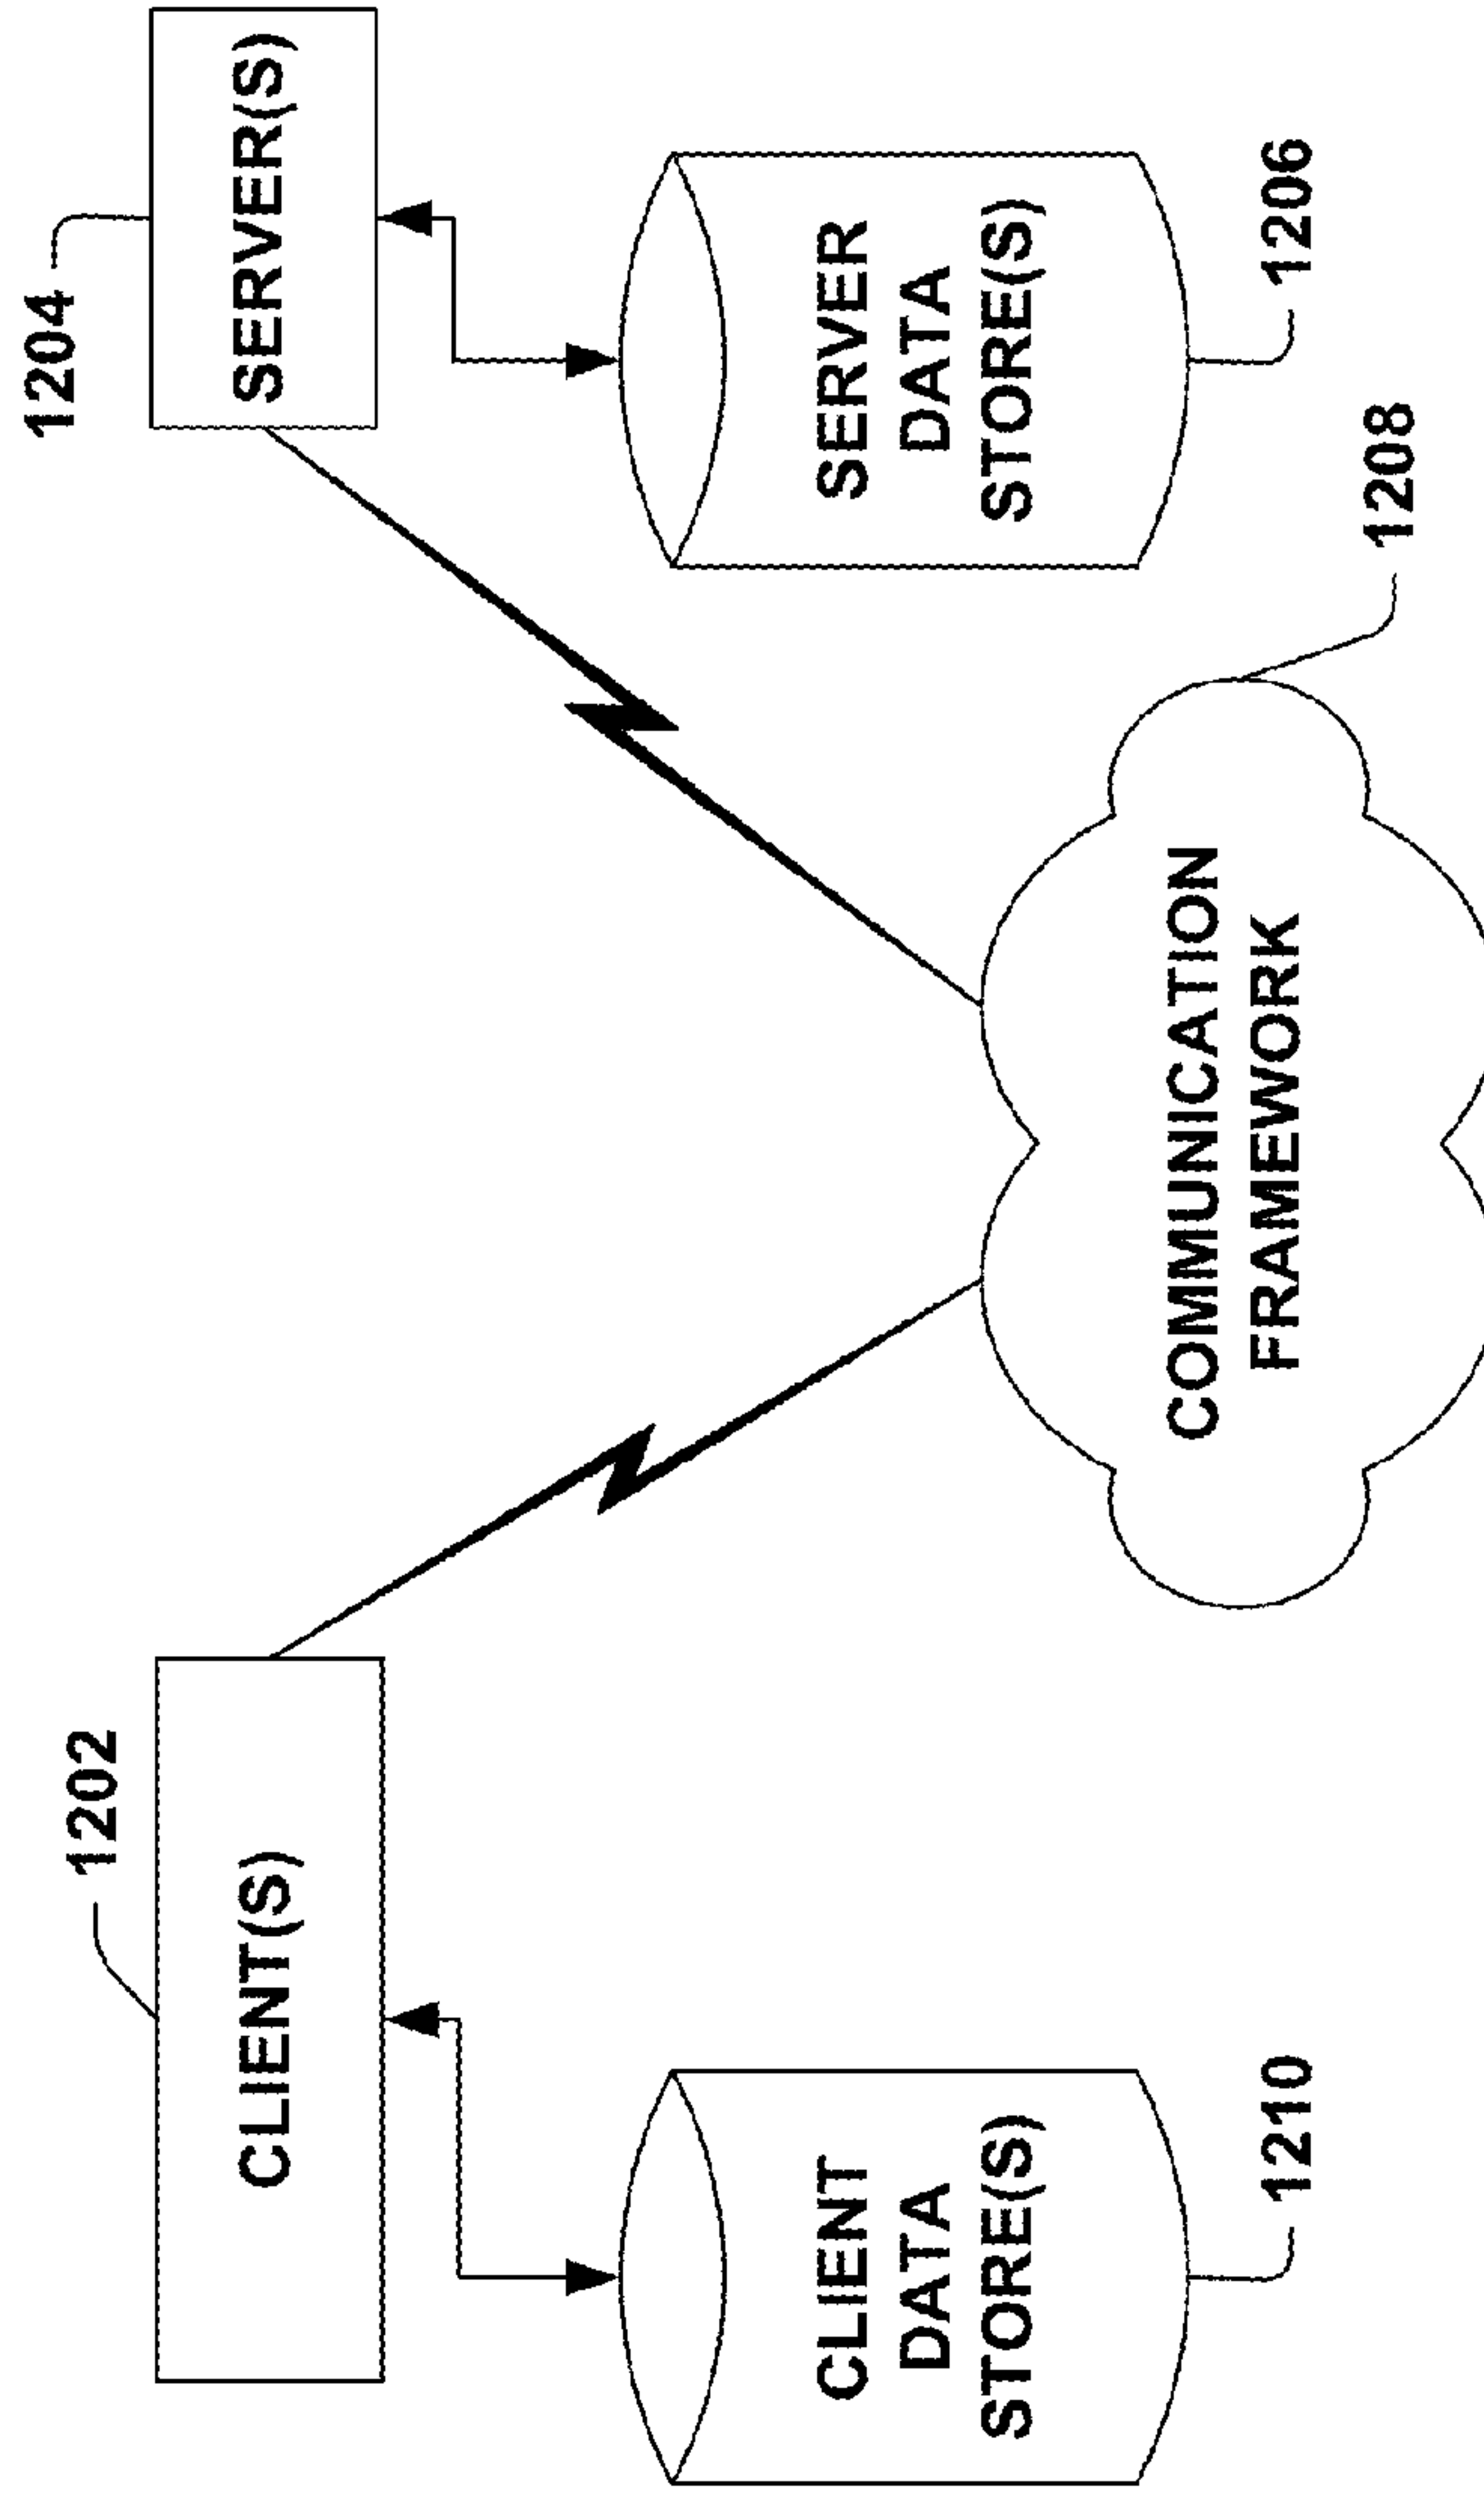 1202
CLIENT(S)
1204
SERVER(S)
CLIENT
DATA
STORE(S)
1210
SERVER
DATA
STORE(S)
1206
COMMUNICATION
FRAMEWORK
1208